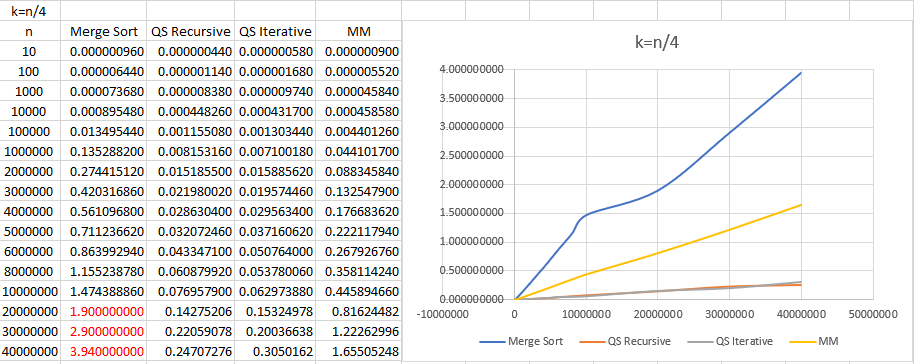 k=n/4
n Merge Sort QS Recursive QS Iterative MM
10 0.000000960 0.000000440 0.000000580 0.000000900
100 0.000006440 0.000001140 0.000001680 0.000005520
1000 0.000073680 0.000008380 0.000009740 0.000045840
10000 0.000895480 0.000448260 0.000431700 0.000458580
100000 0.013495440 0.001155080 0.001303440 0.004401260
1000000 0.135288200 0.008153160 0.007100180 0.044101700
2000000 0.274415120 0.015185500 0.015885620 0.088345840
3000000 0.420316860 0.021980020 0.019574460 0.132547900
4000000 0.561096800 0.028630400 0.029563400 0.176683620
5000000 0.711236620 0.032072460 0.037160620 0.222117940
6000000 0.863992940 0.043347100 0.050764000 0.267926760
8000000 1.155238780 0.060879920 0.053780060 0.358114240
10000000 1.474388860 0.076957900 0.062973880 0.445894660
20000000 1.900000000 0.14275206 0.15324978 0.81624482
30000000 2.900000000 0.22059078 0.20036638 1.22262996
40000000 3.940000000 0.24707276 0.3050162 1.65505248
k=n/4
4.000000000
3.500000000
3.000000000
2.500000000
2.000000000
1.500000000
1.000000000
0.500000000
0.000000000
-10000000 0 10000000 20000000 30000000 40000000 50000000
Merge Sort QS Recursive QS Iterative MM